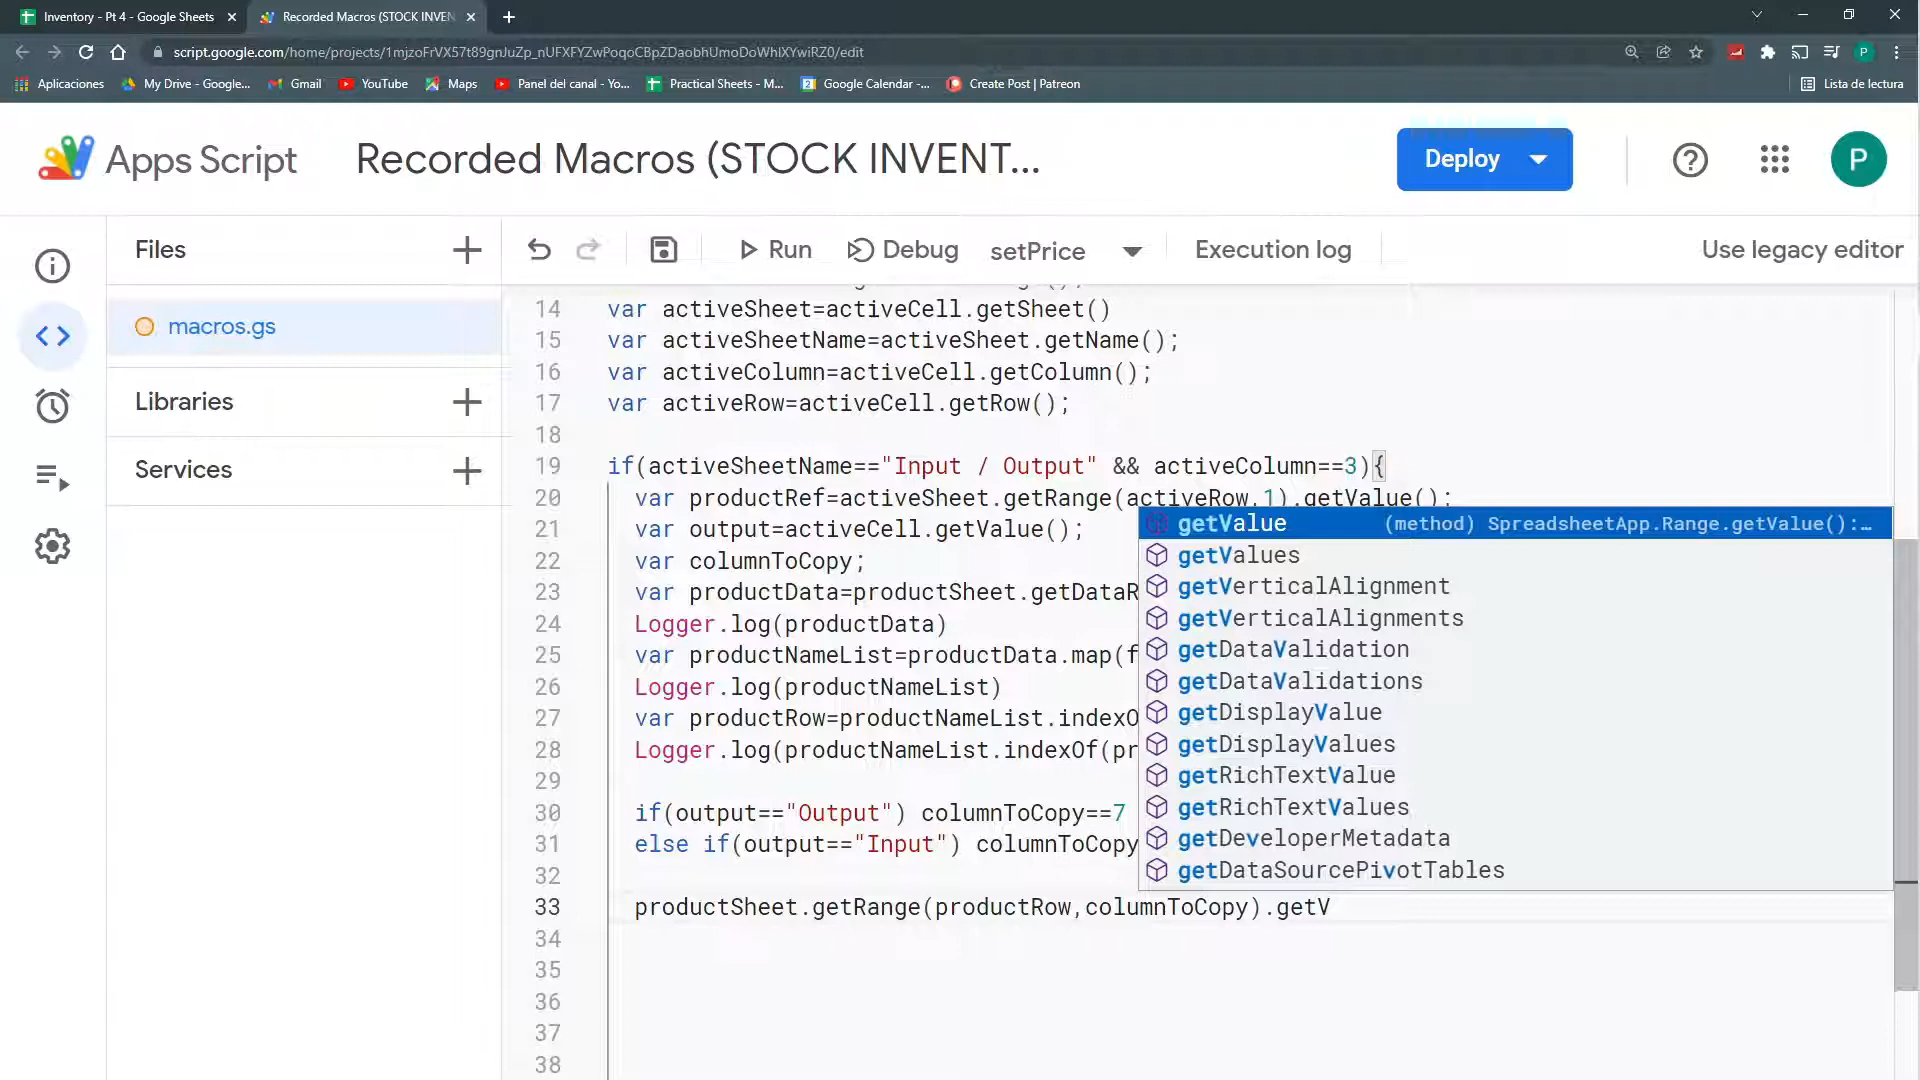 Inventory - Pt 4 - Google Sheets
Recorded Macros (STOCK INVEN
script.google.com/home/projects/1mjzoFrVX57t89gnJuZp_nUFXFYZwPoqoCBpZDaobhUmoDoWhlXYwiRZ0/edit
Aplicaciones
My Drive - Google...
Gmail
YouTube
Maps
Panel del canal - Yo...
Practical Sheets - M...
Google Calendar -...
Create Post | Patreon
Lista de lectura
Apps Script
Recorded Macros (STOCK INVENT...
Deploy
P
Files
Run
Debug
setPrice
Execution log
Use legacy editor
macros.gs
Libraries
Services
14 var activeSheet=activeCell.getSheet()
15 var activeSheetName=activeSheet.getName();
16 var activeColumn=activeCell.getColumn();
17 var activeRow=activeCell.getRow();
18
19 if(activeSheetName=="Input / Output" && activeColumn==3){
20 var productRef=activeSheet.getRange(activeRow,1).getValue();
21 var output=activeCell.getValue();
22 var columnToCopy;
23 var productData=productSheet.getDataR
24 Logger.log(productData)
25 var productNameList=productData.map(f
26 Logger.log(productNameList)
27 var productRow=productNameList.indexO
28 Logger.log(productNameList.indexOf(pr
29
30 if(output=="Output") columnToCopy==7
31 else if(output=="Input") columnToCopy
32
33 productSheet.getRange(productRow,columnToCopy).getV
34
35
36
37
38
getValue (method) SpreadsheetApp.Range.getValue():…
getValues
getVerticalAlignment
getVerticalAlignments
getDataValidation
getDataValidations
getDisplayValue
getDisplayValues
getRichTextValue
getRichTextValues
getDeveloperMetadata
getDataSourcePivotTables